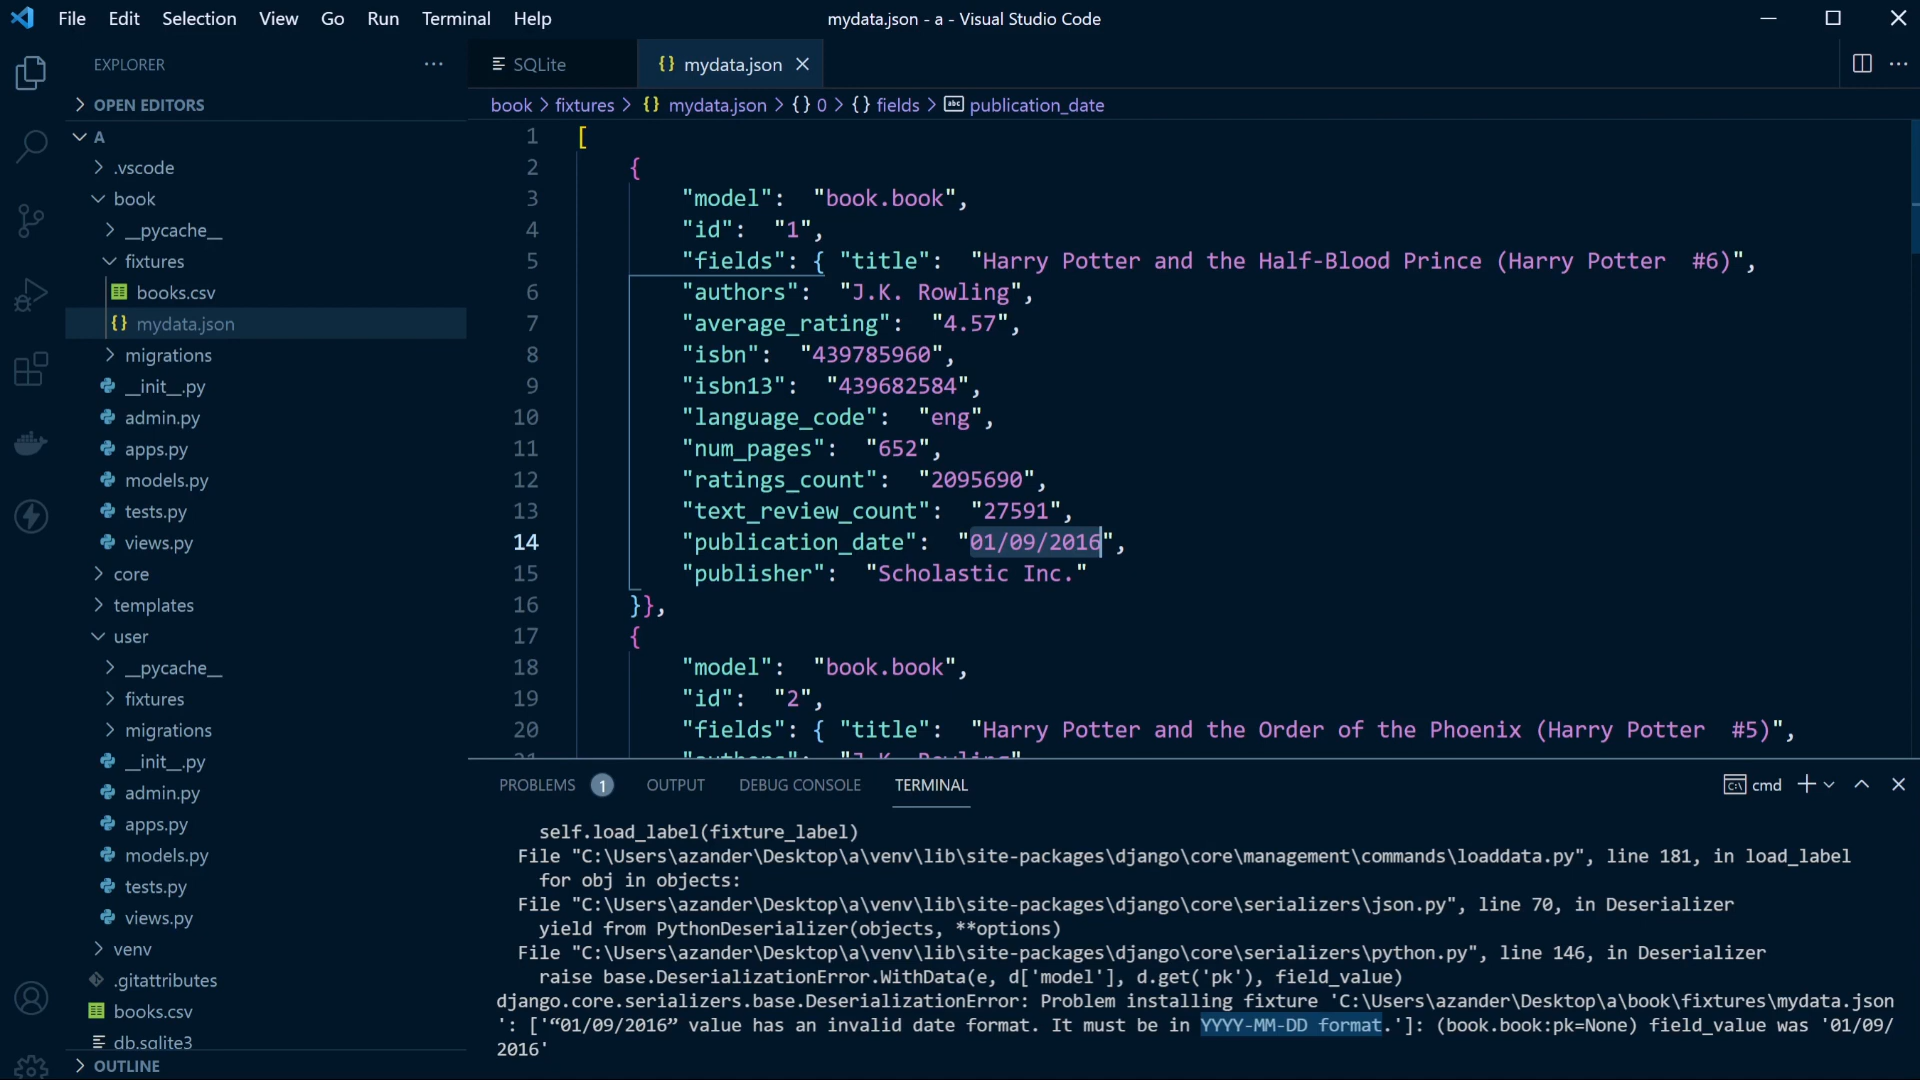 File Edit Selection View Go Run Terminal Help mydata.json - a - Visual Studio Code
EXPLORER
OPEN EDITORS
A
.vscode
book
__pycache__
fixtures
books.csv
mydata.json
migrations
__init__.py
admin.py
apps.py
models.py
tests.py
views.py
core
templates
user
__pycache__
fixtures
migrations
__init__.py
admin.py
apps.py
models.py
tests.py
views.py
venv
.gitattributes
books.csv
db.sqlite3
OUTLINE
SQLite {} mydata.json
book > fixtures > {} mydata.json > {} 0 > {} fields > abc publication_date
1 [
2 {
3 "model": "book.book",
4 "id": "1",
5 "fields": { "title": "Harry Potter and the Half-Blood Prince (Harry Potter #6)",
6 "authors": "J.K. Rowling",
7 "average_rating": "4.57",
8 "isbn": "439785960",
9 "isbn13": "439682584",
10 "language_code": "eng",
11 "num_pages": "652",
12 "ratings_count": "2095690",
13 "text_review_count": "27591",
14 "publication_date": "01/09/2016",
15 "publisher": "Scholastic Inc."
16 }},
17 {
18 "model": "book.book",
19 "id": "2",
20 "fields": { "title": "Harry Potter and the Order of the Phoenix (Harry Potter #5)",
21 "authors": "J.K. Rowling"
PROBLEMS 1 OUTPUT DEBUG CONSOLE TERMINAL cmd
self.load_label(fixture_label)
File "C:\Users\azander\Desktop\a\venv\lib\site-packages\django\core\management\commands\loaddata.py", line 181, in load_label
for obj in objects:
File "C:\Users\azander\Desktop\a\venv\lib\site-packages\django\core\serializers\json.py", line 70, in Deserializer
yield from PythonDeserializer(objects, **options)
File "C:\Users\azander\Desktop\a\venv\lib\site-packages\django\core\serializers\python.py", line 146, in Deserializer
raise base.DeserializationError.WithData(e, d['model'], d.get('pk'), field_value)
django.core.serializers.base.DeserializationError: Problem installing fixture 'C:\Users\azander\Desktop\a\book\fixtures\mydata.json
': ['“01/09/2016” value has an invalid date format. It must be in YYYY-MM-DD format.']: (book.book:pk=None) field_value was '01/09/
2016'